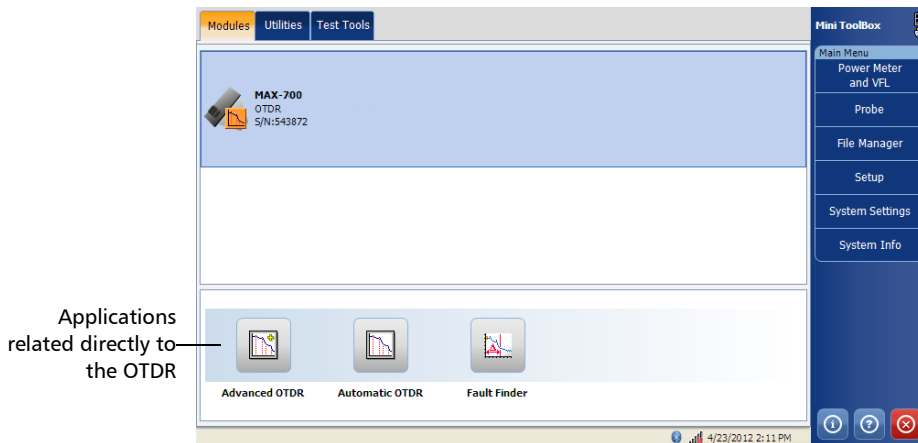 Modules Utilities Test Tools
MAX-700
OTDR
S/N:543872
Applications
related directly to
the OTDR
Advanced OTDR Automatic OTDR Fault Finder
4/23/2012 2:11 PM
Mini ToolBox
Main Menu
Power Meter
and VFL
Probe
File Manager
Setup
System Settings
System Info